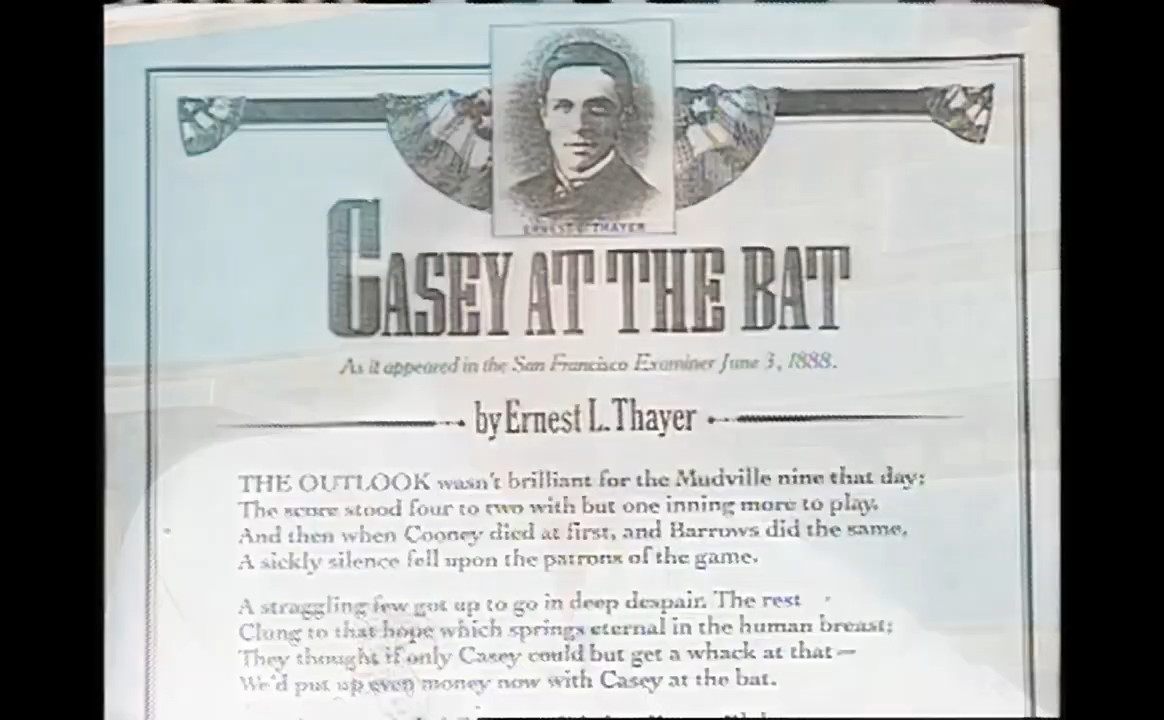 ERNEST L. THAYER
CASEY AT THE BAT
As it appeared in the San Francisco Examiner June 3, 1888.
by Ernest L. Thayer
THE OUTLOOK wasn't brilliant for the Mudville nine that day;
The score stood four to two with but one inning more to play.
And then when Cooney died at first, and Barrows did the same,
A sickly silence fell upon the patrons of the game.
A straggling few got up to go in deep despair. The rest
Clung to that hope which springs eternal in the human breast;
They thought if only Casey could but get a whack at that —
We'd put up even money now with Casey at the bat.